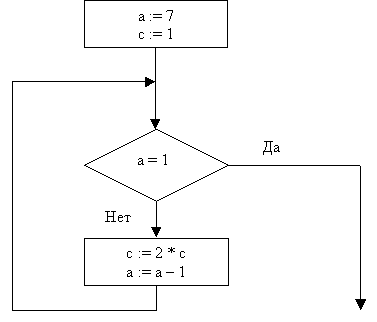 a := 7
c := 1
a = 1
Да
Нет
c := 2 * c
a := a – 1